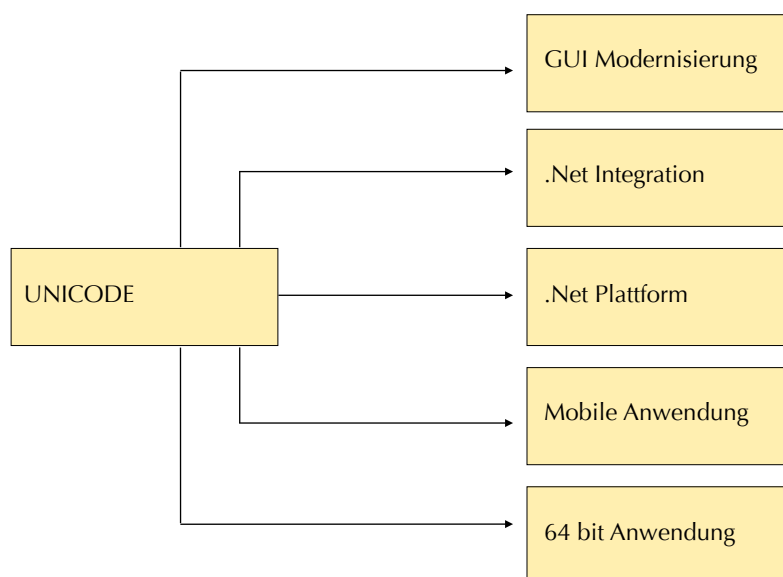 GUI Modernisierung
.Net Integration
UNICODE
.Net Plattform
Mobile Anwendung
64 bit Anwendung